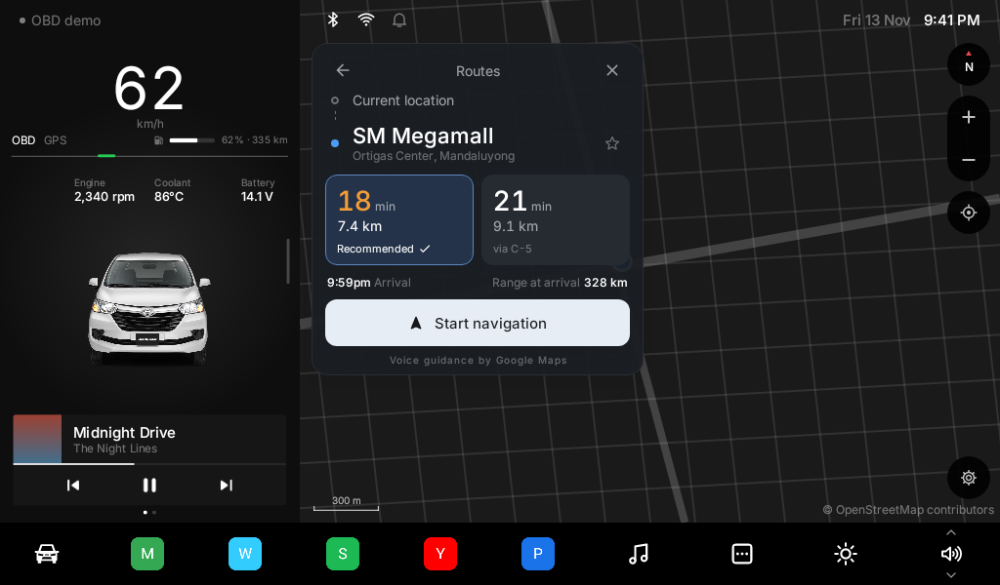 OBD demo
62
km/h
OBD GPS
62% · 335 km
Engine
2,340 rpm
Coolant
86°C
Battery
14.1 V
Midnight Drive
The Night Lines
Fri 13 Nov 9:41 PM
N
Routes
Current location
SM Megamall
Ortigas Center, Mandaluyong
18 min
7.4 km
Recommended
21 min
9.1 km
via C-5
9:59pm Arrival
Range at arrival 328 km
Start navigation
Voice guidance by Google Maps
300 m
© OpenStreetMap contributors
M
W
S
Y
P